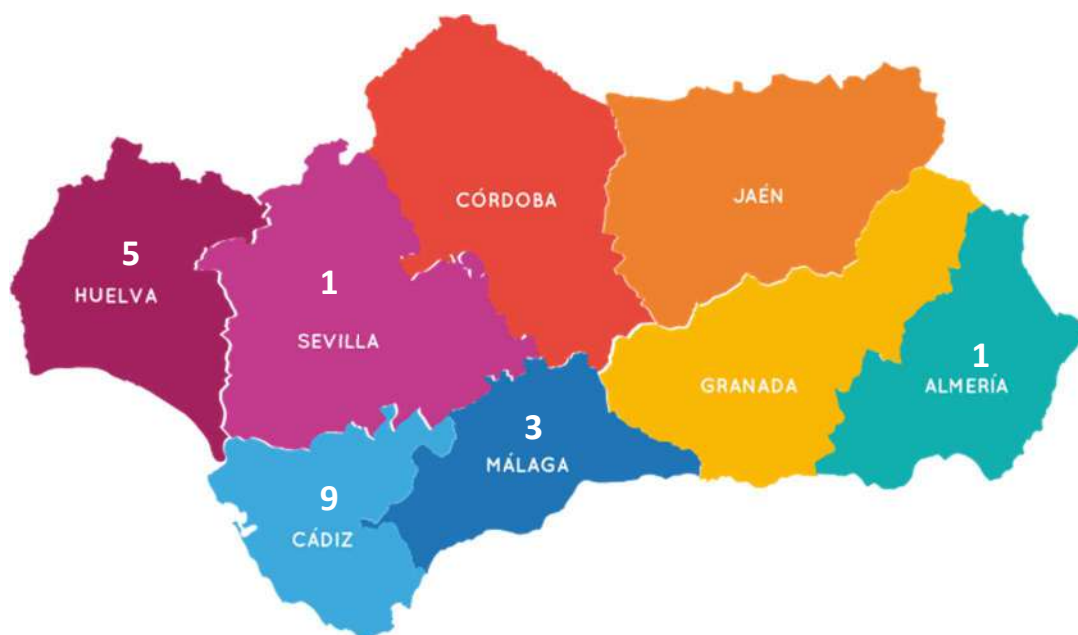 CÓRDOBA
JAÉN
5
HUELVA
1
SEVILLA
1
GRANADA
ALMERÍA
3
MÁLAGA
9
CÁDIZ